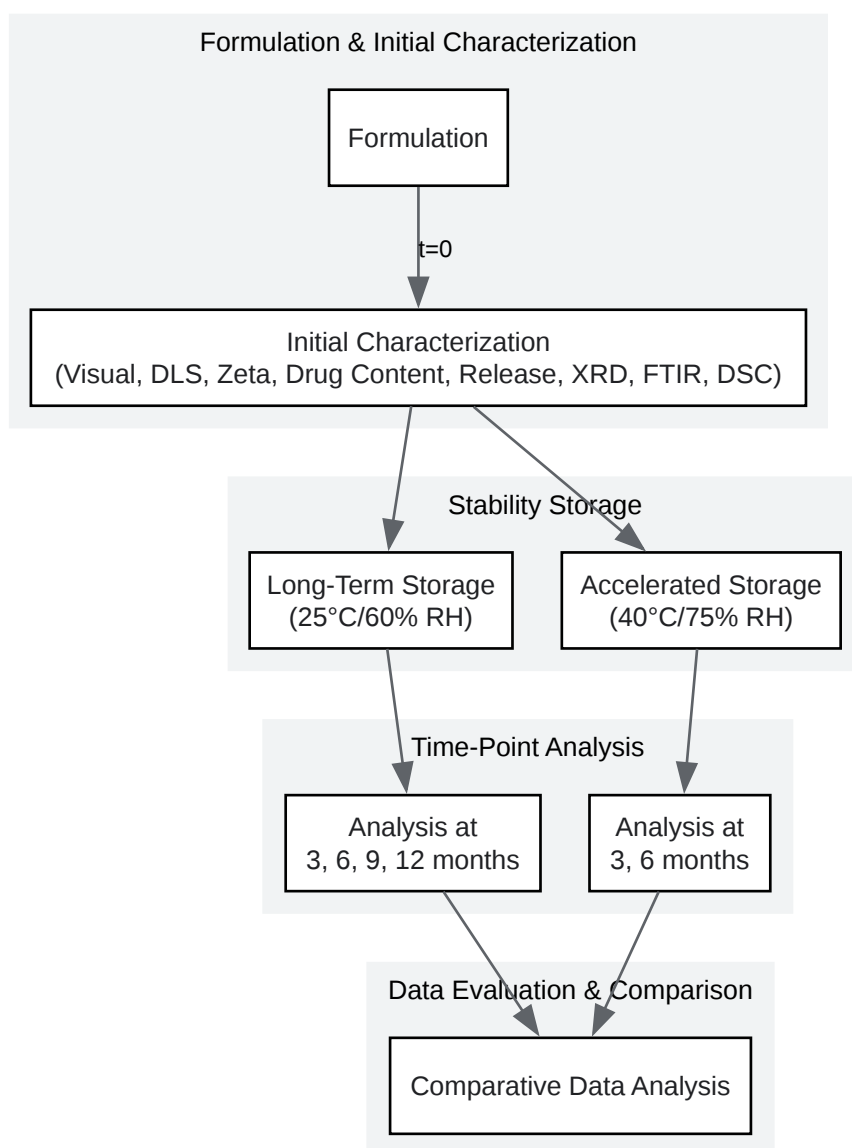 Formulation & Initial Characterization
Formulation
t=0
Initial Characterization
(Visual, DLS, Zeta, Drug Content, Release, XRD, FTIR, DSC)
Stability Storage
Long-Term Storage
(25°C/60% RH)
Accelerated Storage
(40°C/75% RH)
Time-Point Analysis
Analysis at
3, 6, 9, 12 months
Analysis at
3, 6 months
Data Evaluation & Comparison
Comparative Data Analysis